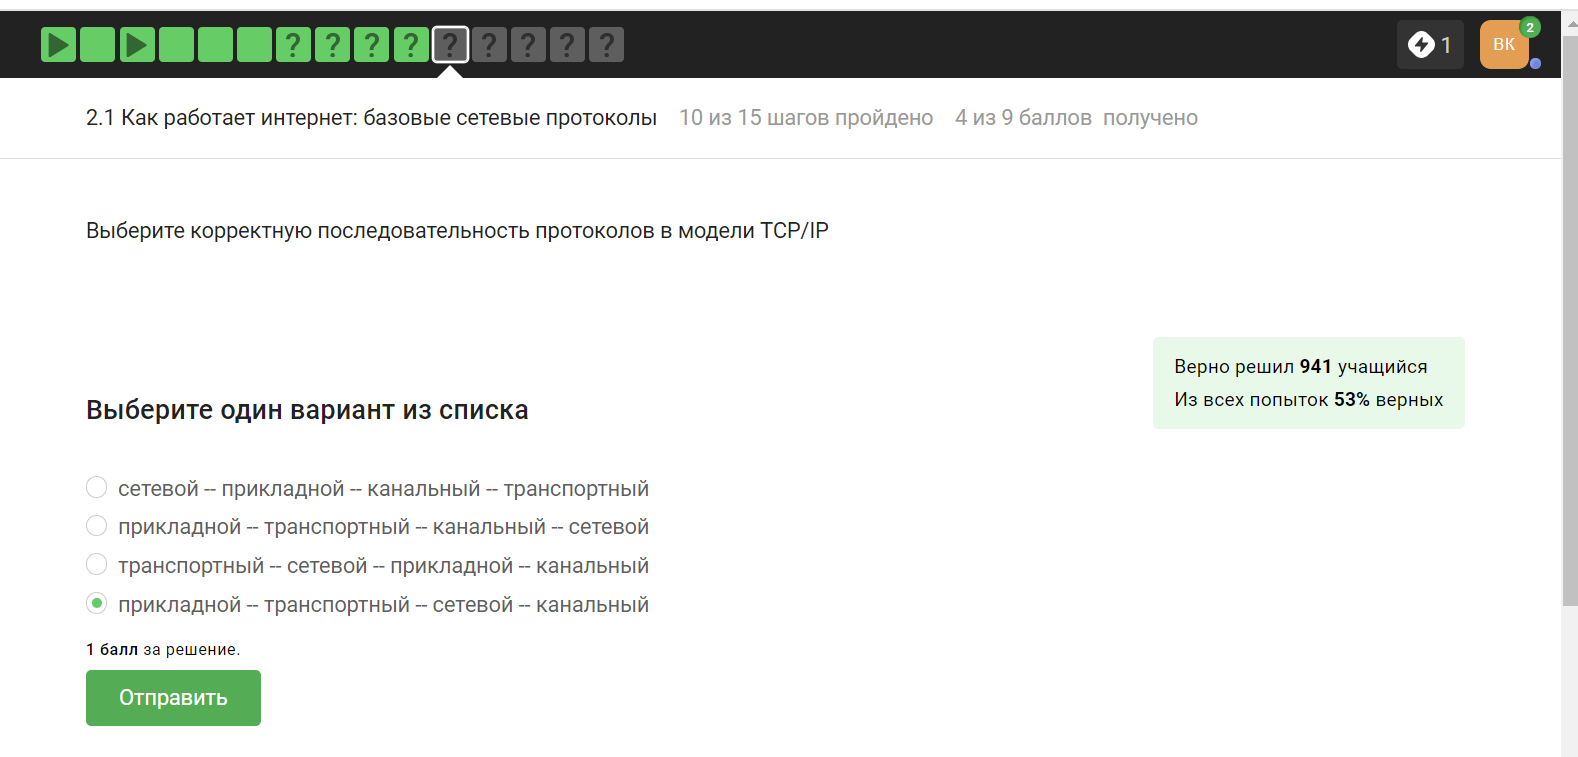 ? ? ? ? ? ? ? ? ?
1
ВК
2
2.1 Как работает интернет: базовые сетевые протоколы 10 из 15 шагов пройдено 4 из 9 баллов получено
Выберите корректную последовательность протоколов в модели TCP/IP
Верно решил 941 учащийся
Из всех попыток 53% верных
Выберите один вариант из списка
сетевой -- прикладной -- канальный -- транспортный
прикладной -- транспортный -- канальный -- сетевой
транспортный -- сетевой -- прикладной -- канальный
прикладной -- транспортный -- сетевой -- канальный
1 балл за решение.
Отправить